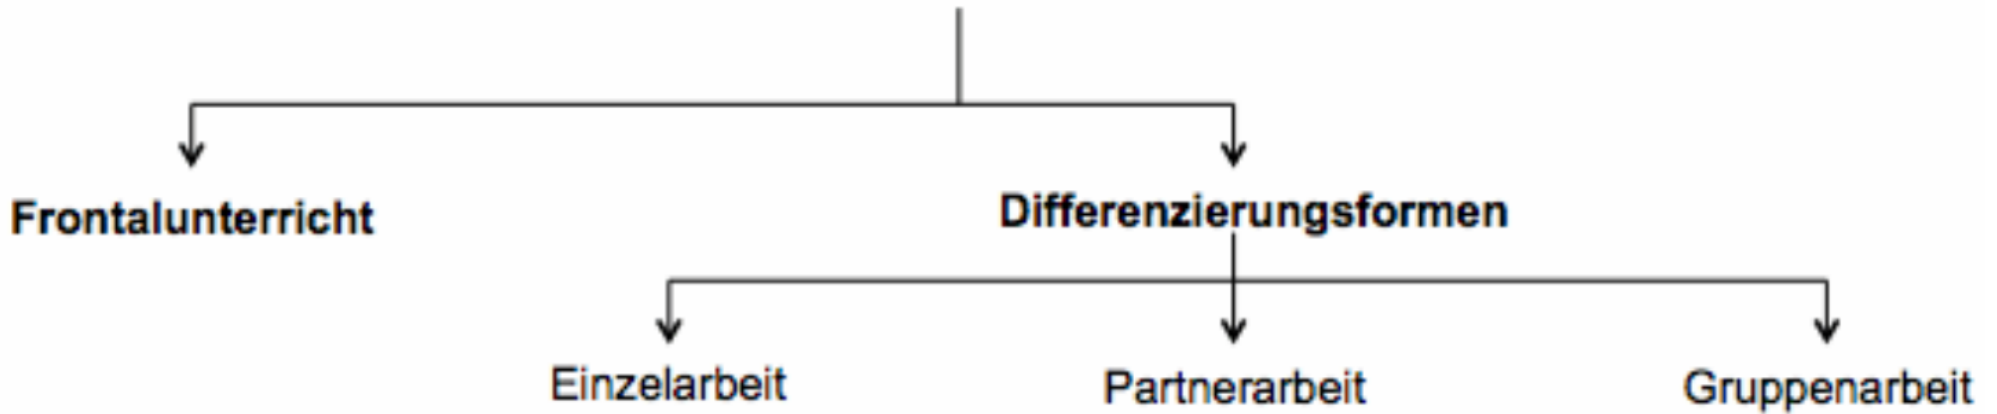 Frontalunterricht
Differenzierungsformen
Einzelarbeit
Partnerarbeit
Gruppenarbeit